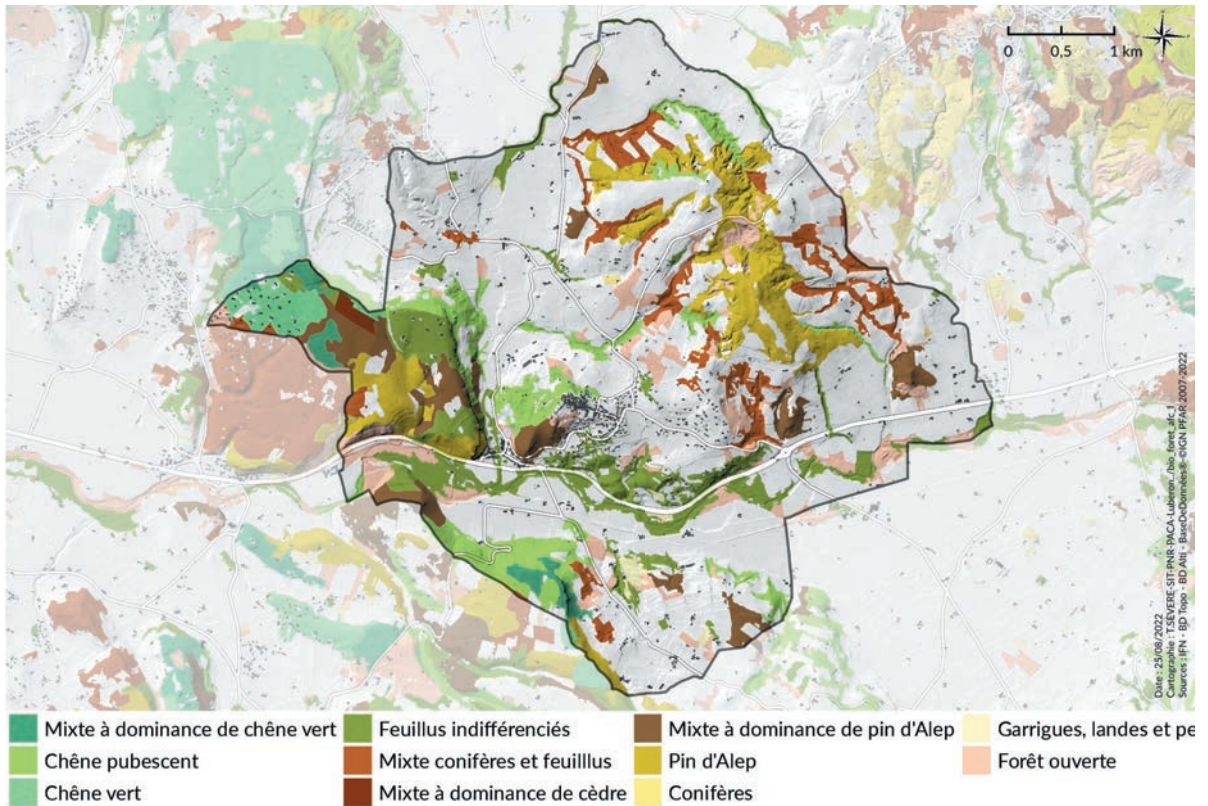 0 0,5 1 km
Date : 25/08/2022
Cartographie : T.SEVERE-SIT-PNR-PACA-Luberon../bio_foret_afc_1
Sources : IFN - BD Topo - BD Alti - BaseDeDonnées® - ©IGN PFAR 2007-2022
Mixte à dominance de chêne vert
Chêne pubescent
Chêne vert
Feuillus indifférenciés
Mixte conifères et feuilllus
Mixte à dominance de cèdre
Mixte à dominance de pin d'Alep
Pin d'Alep
Conifères
Garrigues, landes et pe
Forêt ouverte